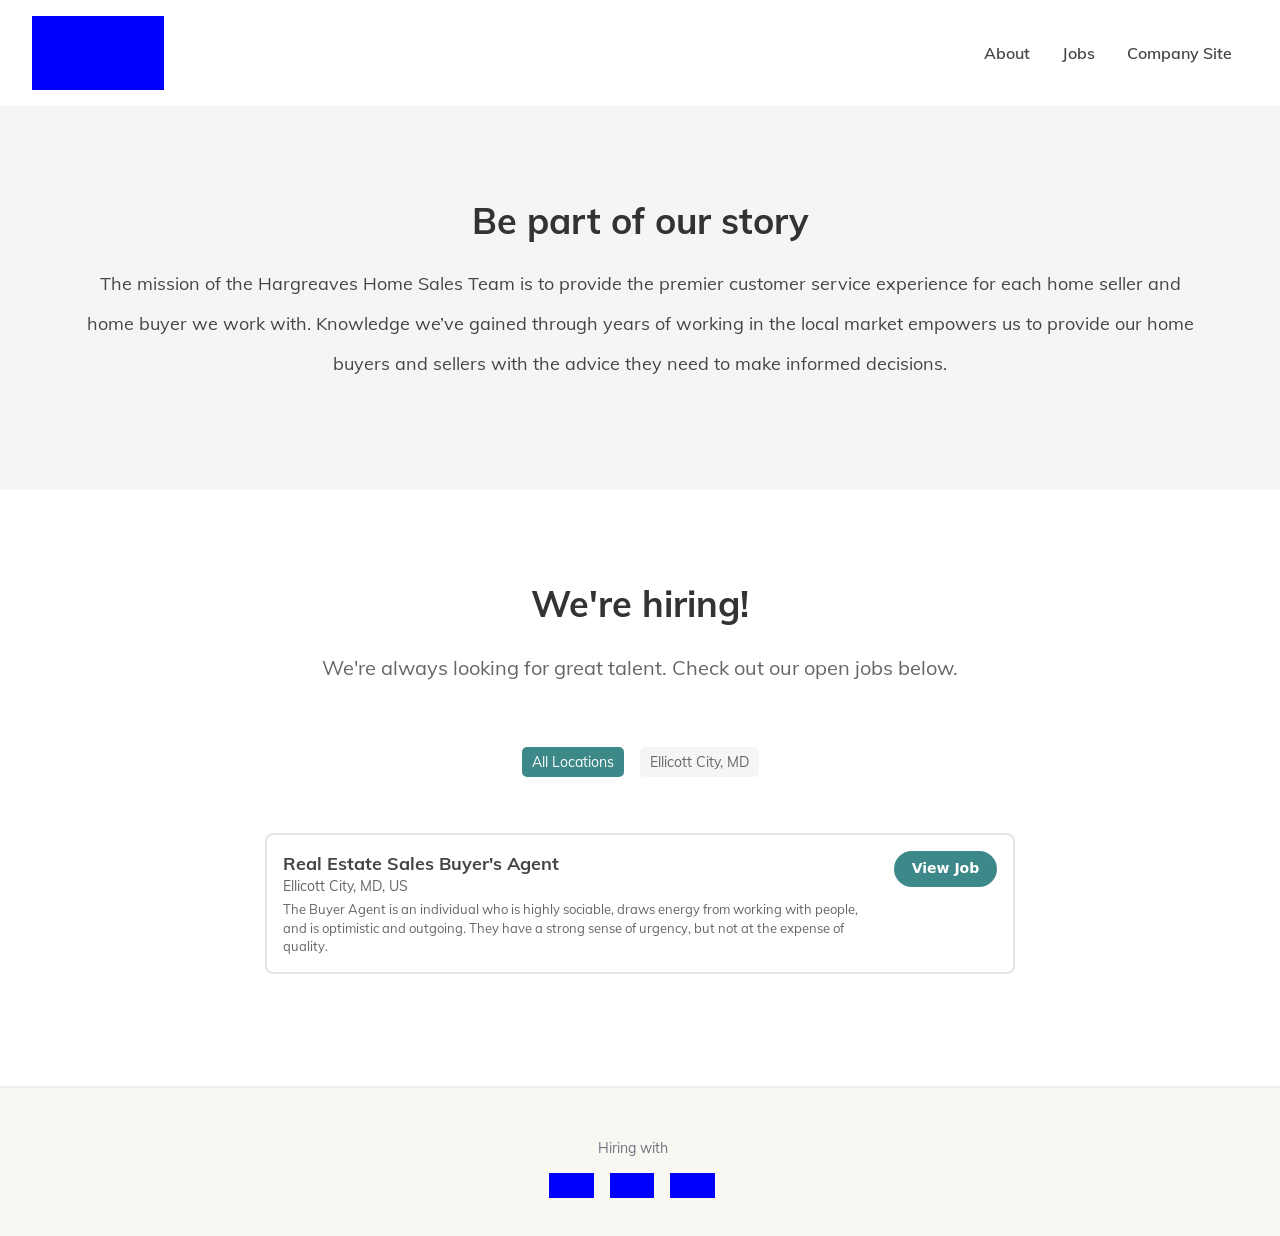 About Jobs Company Site
Be part of our story
The mission of the Hargreaves Home Sales Team is to provide the premier customer service experience for each home seller and
home buyer we work with. Knowledge we’ve gained through years of working in the local market empowers us to provide our home
buyers and sellers with the advice they need to make informed decisions.
We're hiring!
We're always looking for great talent. Check out our open jobs below.
All Locations Ellicott City, MD
Real Estate Sales Buyer's Agent
View Job
Ellicott City, MD, US
The Buyer Agent is an individual who is highly sociable, draws energy from working with people,
and is optimistic and outgoing. They have a strong sense of urgency, but not at the expense of
quality.
Hiring with